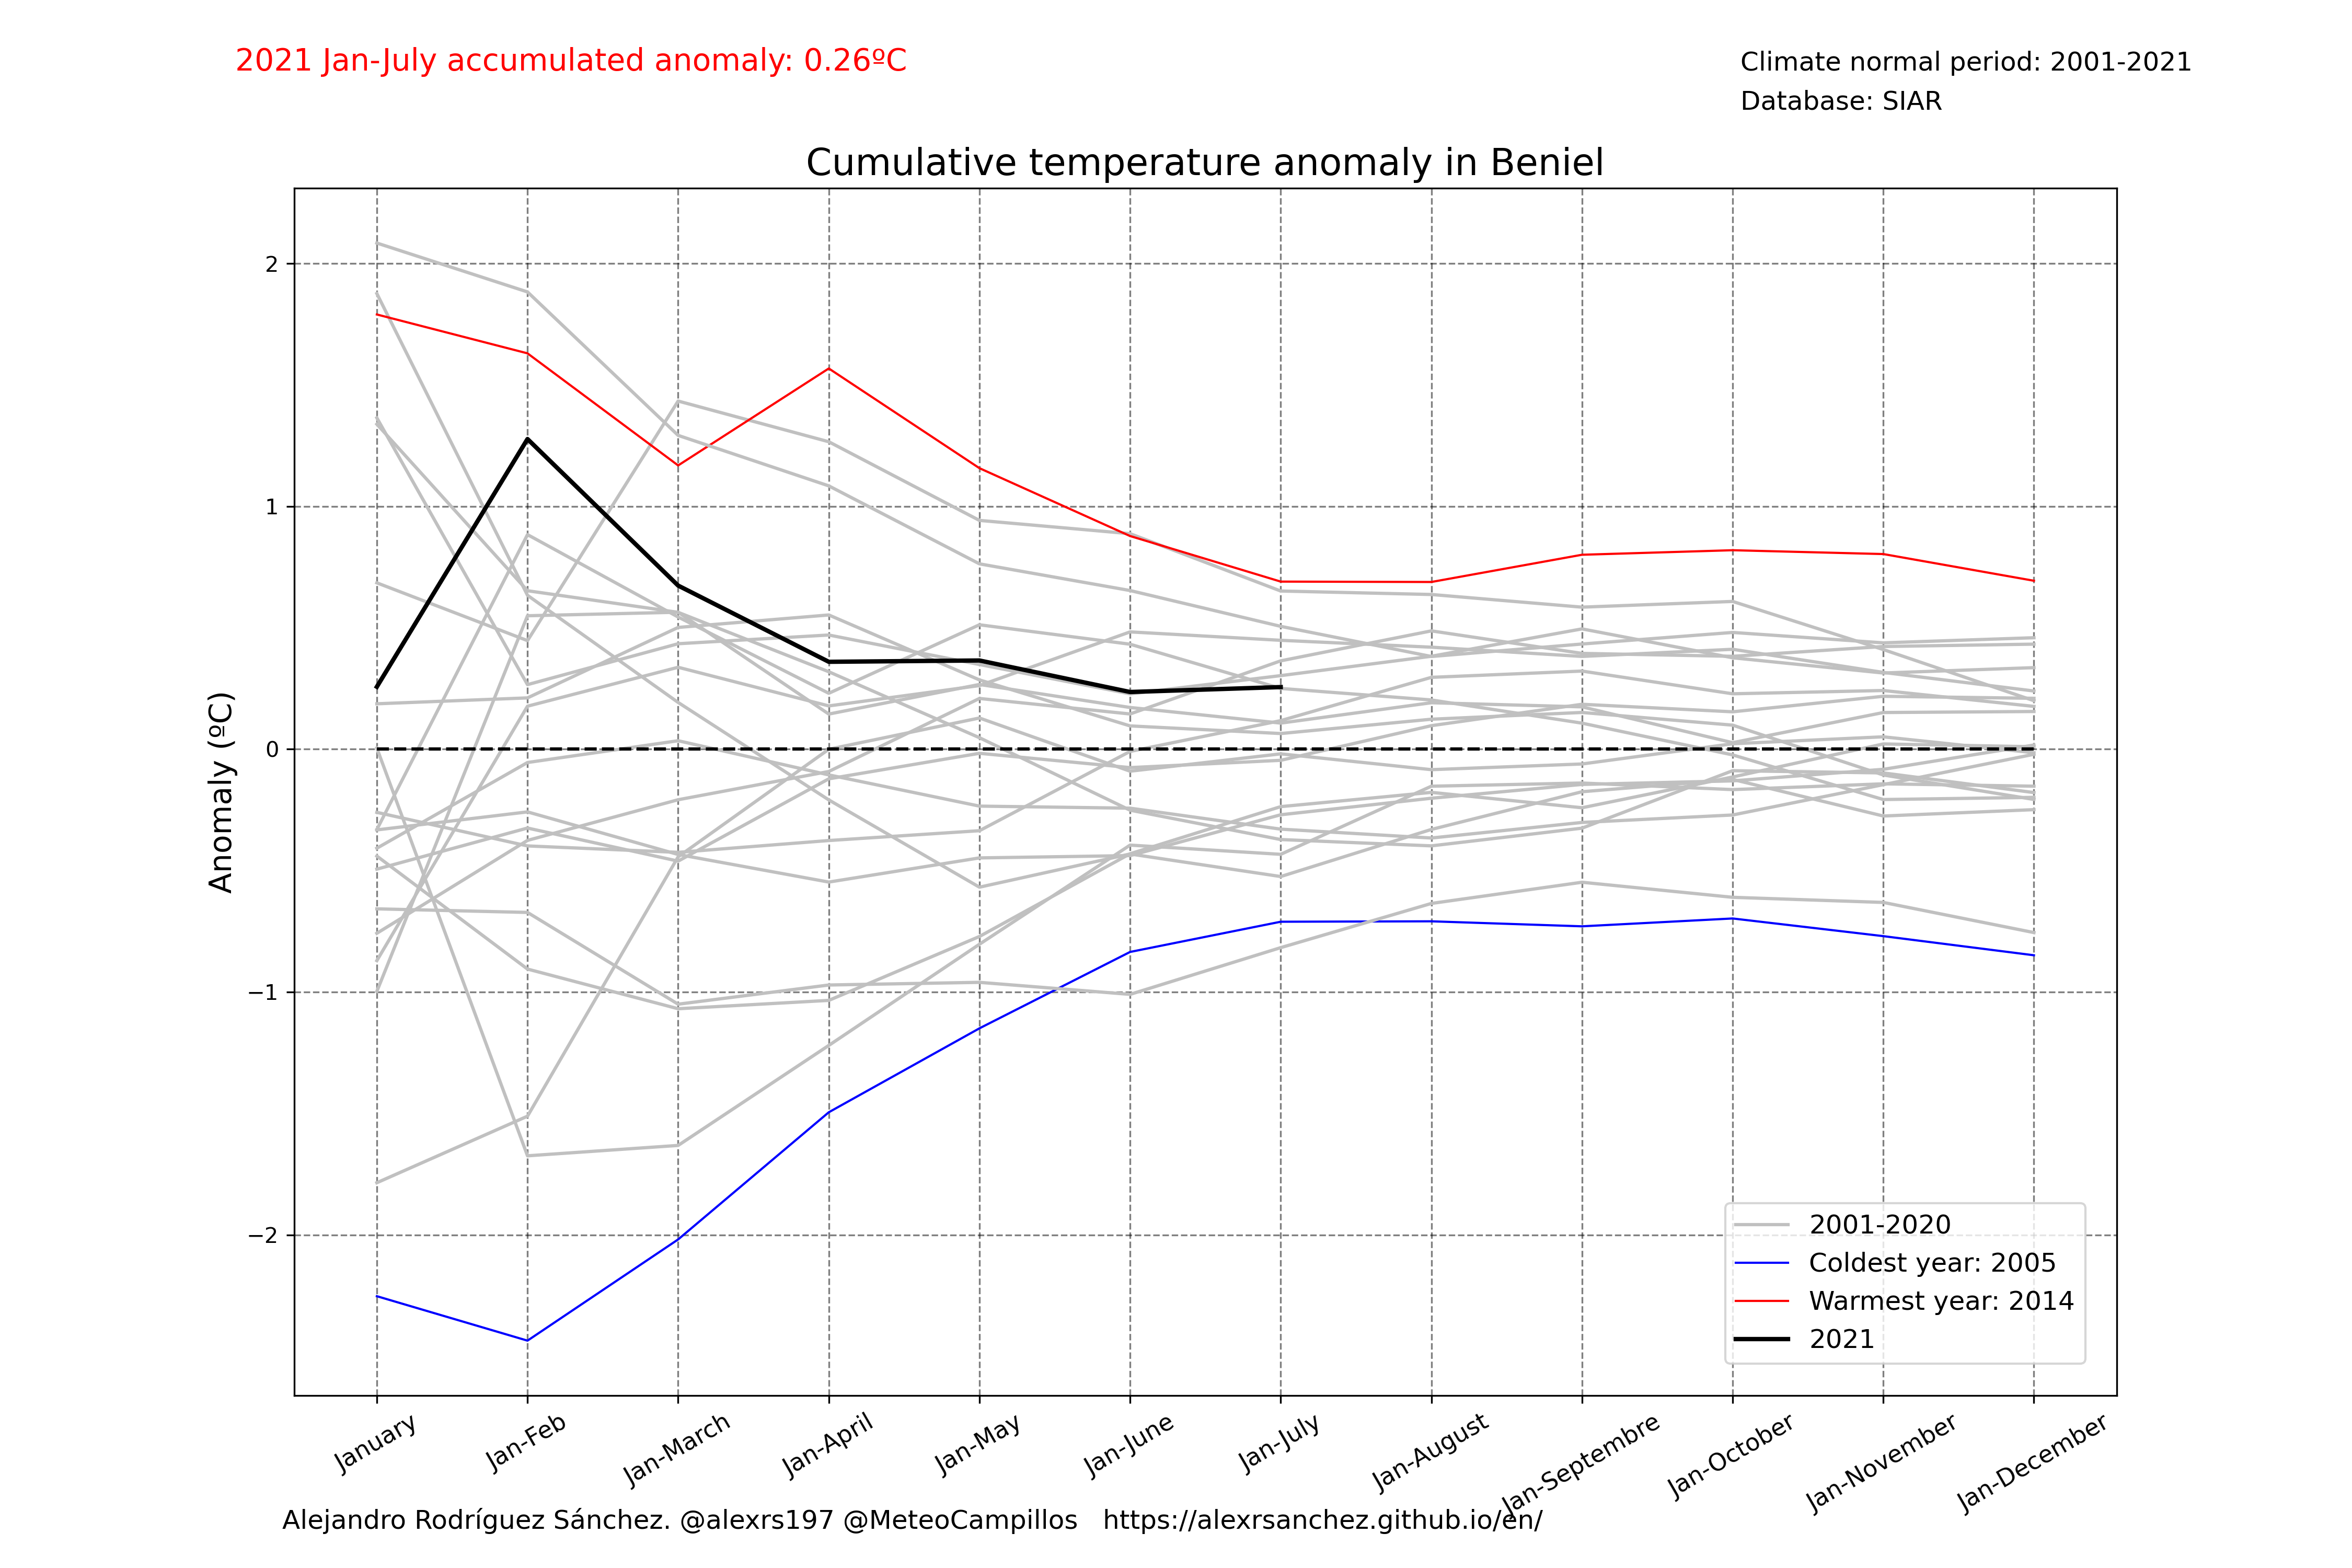 2021 Jan-July accumulated anomaly: 0.26ºC
Climate normal period: 2001-2021
Database: SIAR
Cumulative temperature anomaly in Beniel
Anomaly (ºC)
2
1
0
−1
−2
2001-2020
Coldest year: 2005
Warmest year: 2014
2021
January
Jan-Feb
Jan-March
Jan-April
Jan-May
Jan-June
Jan-July
Jan-August
Jan-Septembre
Jan-October
Jan-November
Jan-December
Alejandro Rodríguez Sánchez. @alexrs197 @MeteoCampillos https://alexrsanchez.github.io/en/